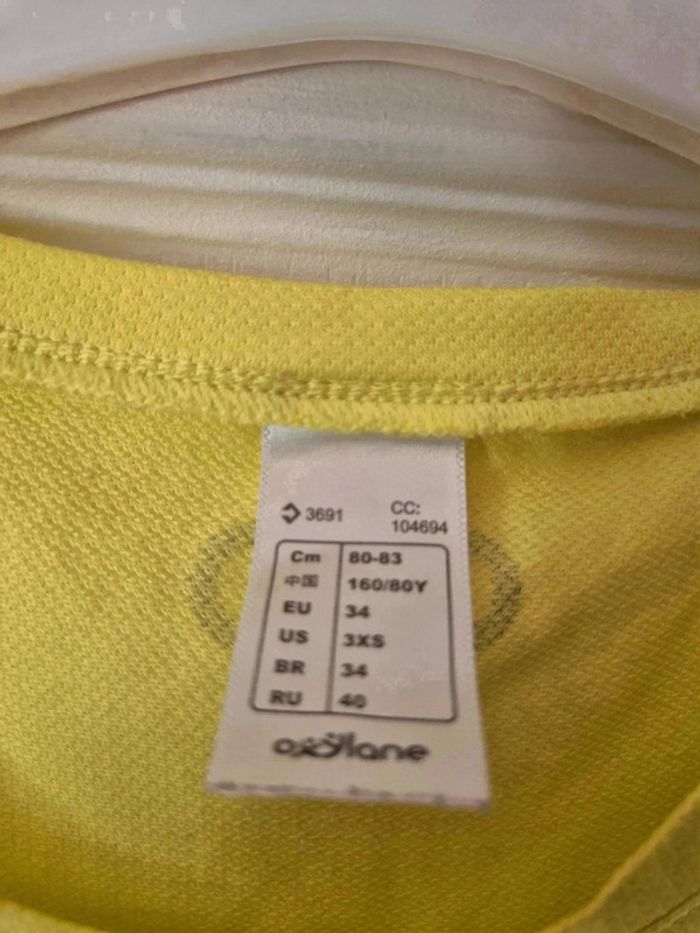 3691 CC:
104694
Cm 80-83
中国 160/80Y
EU 34
US 3XS
BR 34
RU 40
oxylane